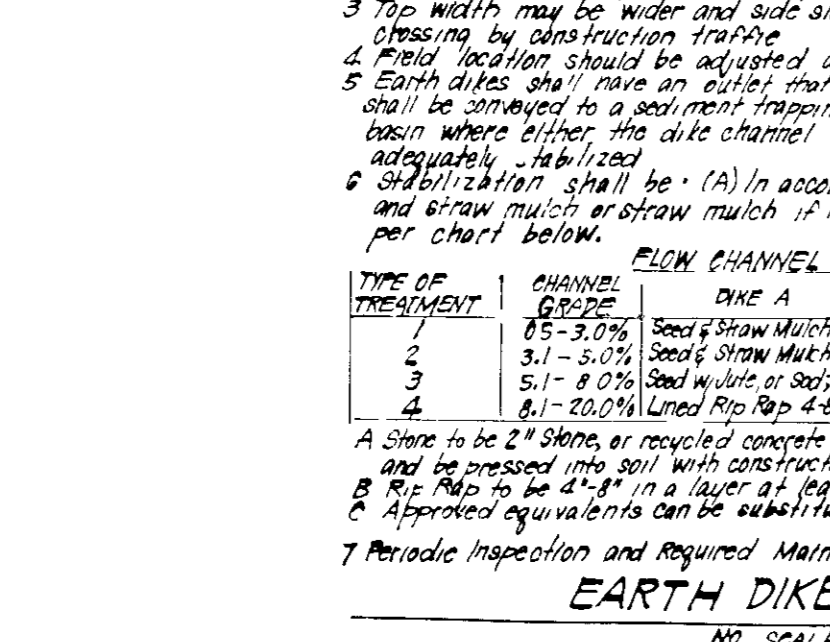 3 Top width may be wider and side sl
crossing by construction traffic
4 Field location should be adjusted
5 Earth dikes shall have an outlet that
shall be conveyed to a sediment trappin
basin where either the dike channel
adequately stabilized
6 Stabilization shall be · (A) In acco
and straw mulch or straw mulch if
per chart below.
FLOW CHANNEL
TYPE OF TREATMENT CHANNEL GRADE DIKE A
1 05-3.0% Seed & Straw Mulch
2 3.1-5.0% Seed & Straw Mulch
3 5.1-8 0% Seed w/Jute, or Sod;
4 8.1-20.0% Lined Rip Rap 4-8
A Stone to be 2" Stone, or recycled concrete
and be pressed into soil with construct
B Rip Rap to be 4"-8" in a layer at lea
C Approved equivalents can be substitu
7 Periodic Inspection and Required Main
EARTH DIKE
NO SCALE